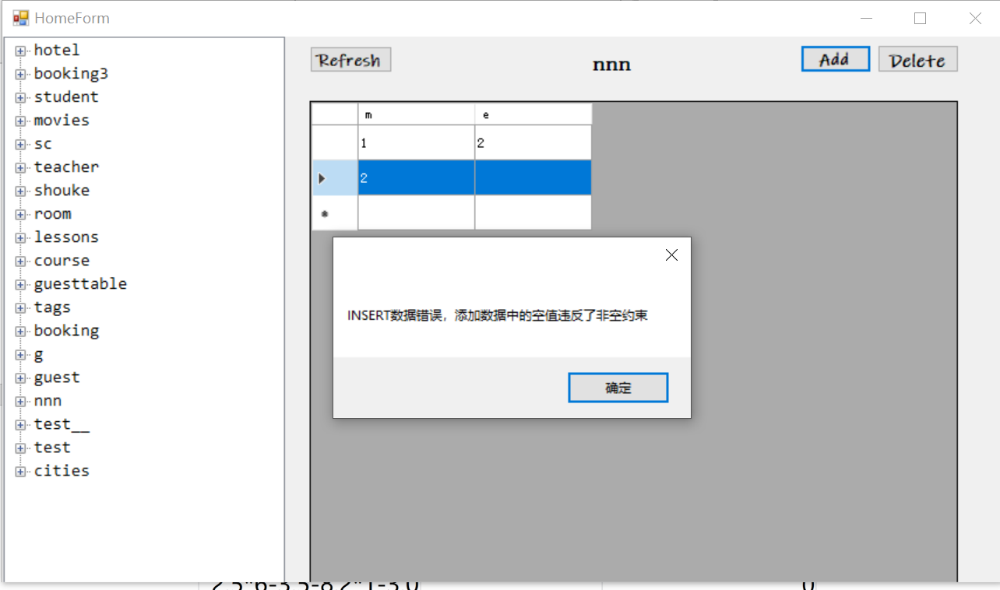 HomeForm
hotel
booking3
student
movies
sc
teacher
shouke
room
lessons
course
guesttable
tags
booking
g
guest
nnn
test__
test
cities
Refresh
nnn
Add
Delete
m e
1 2
2
INSERT数据错误，添加数据中的空值违反了非空约束
确定